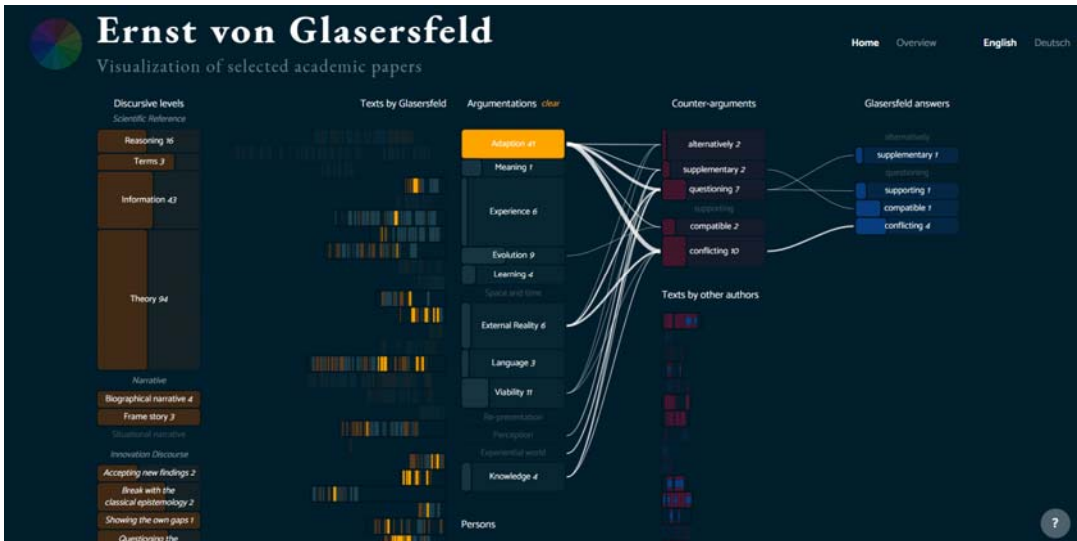 Ernst von Glasersfeld
Visualization of selected academic papers
Home Overview English Deutsch
Discursive levels
Scientific Reference
Reasoning 16
Terms 3
Information 43
Theory 94
Narrative
Biographical narrative 4
Frame story 3
Situational narrative
Innovation Discourse
Accepting new findings 2
Break with the
classical epistemology 2
Showing the own gaps 1
Questioning the
Texts by Glasersfeld
Argumentations clear
Adaption 41
Meaning 1
Experience 6
Evolution 9
Learning 4
Space and time
External Reality 6
Language 3
Viability 11
Re-presentation
Perception
Experiential world
Knowledge 4
Persons
Counter-arguments
alternatively 2
supplementary 2
questioning 7
supporting
compatible 2
conflicting 10
Texts by other authors
Glasersfeld answers
alternatively
supplementary 1
questioning
supporting 1
compatible 1
conflicting 4
?